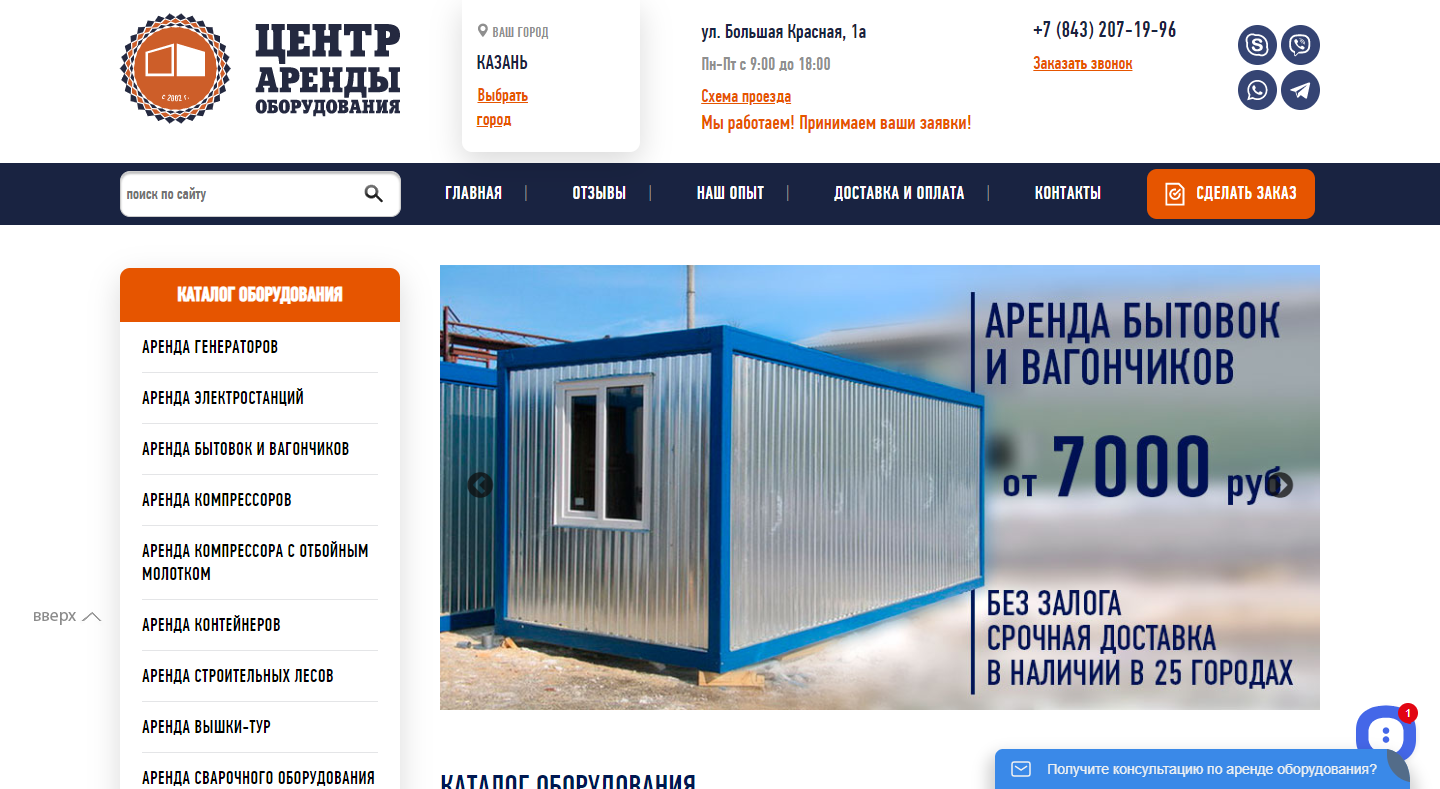 ЦЕНТР
АРЕНДЫ
ОБОРУДОВАНИЯ
с 2002 г.
ВАШ ГОРОД
КАЗАНЬ
Выбрать
город
ул. Большая Красная, 1а
Пн-Пт с 9:00 до 18:00
Схема проезда
Мы работаем! Принимаем ваши заявки!
+7 (843) 207-19-96
Заказать звонок
поиск по сайту
ГЛАВНАЯ | ОТЗЫВЫ | НАШ ОПЫТ | ДОСТАВКА И ОПЛАТА | КОНТАКТЫ
СДЕЛАТЬ ЗАКАЗ
КАТАЛОГ ОБОРУДОВАНИЯ
АРЕНДА ГЕНЕРАТОРОВ
АРЕНДА ЭЛЕКТРОСТАНЦИЙ
АРЕНДА БЫТОВОК И ВАГОНЧИКОВ
АРЕНДА КОМПРЕССОРОВ
АРЕНДА КОМПРЕССОРА С ОТБОЙНЫМ
МОЛОТКОМ
АРЕНДА КОНТЕЙНЕРОВ
АРЕНДА СТРОИТЕЛЬНЫХ ЛЕСОВ
АРЕНДА ВЫШКИ-ТУР
АРЕНДА СВАРОЧНОГО ОБОРУДОВАНИЯ
вверх
АРЕНДА БЫТОВОК
И ВАГОНЧИКОВ
от 7000 руб
БЕЗ ЗАЛОГА
СРОЧНАЯ ДОСТАВКА
В НАЛИЧИИ В 25 ГОРОДАХ
КАТАЛОГ ОБОРУДОВАНИЯ
1
Получите консультацию по аренде оборудования?